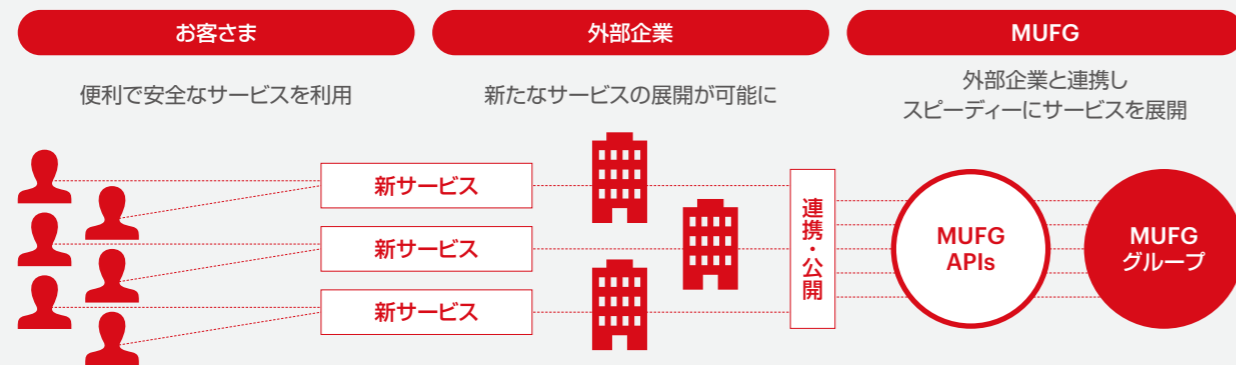 お客さま
外部企業
MUFG
便利で安全なサービスを利用
新たなサービスの展開が可能に
外部企業と連携し
スピーディーにサービスを展開
新サービス
新サービス
新サービス
連携・公開
MUFG
APIs
MUFG
グループ